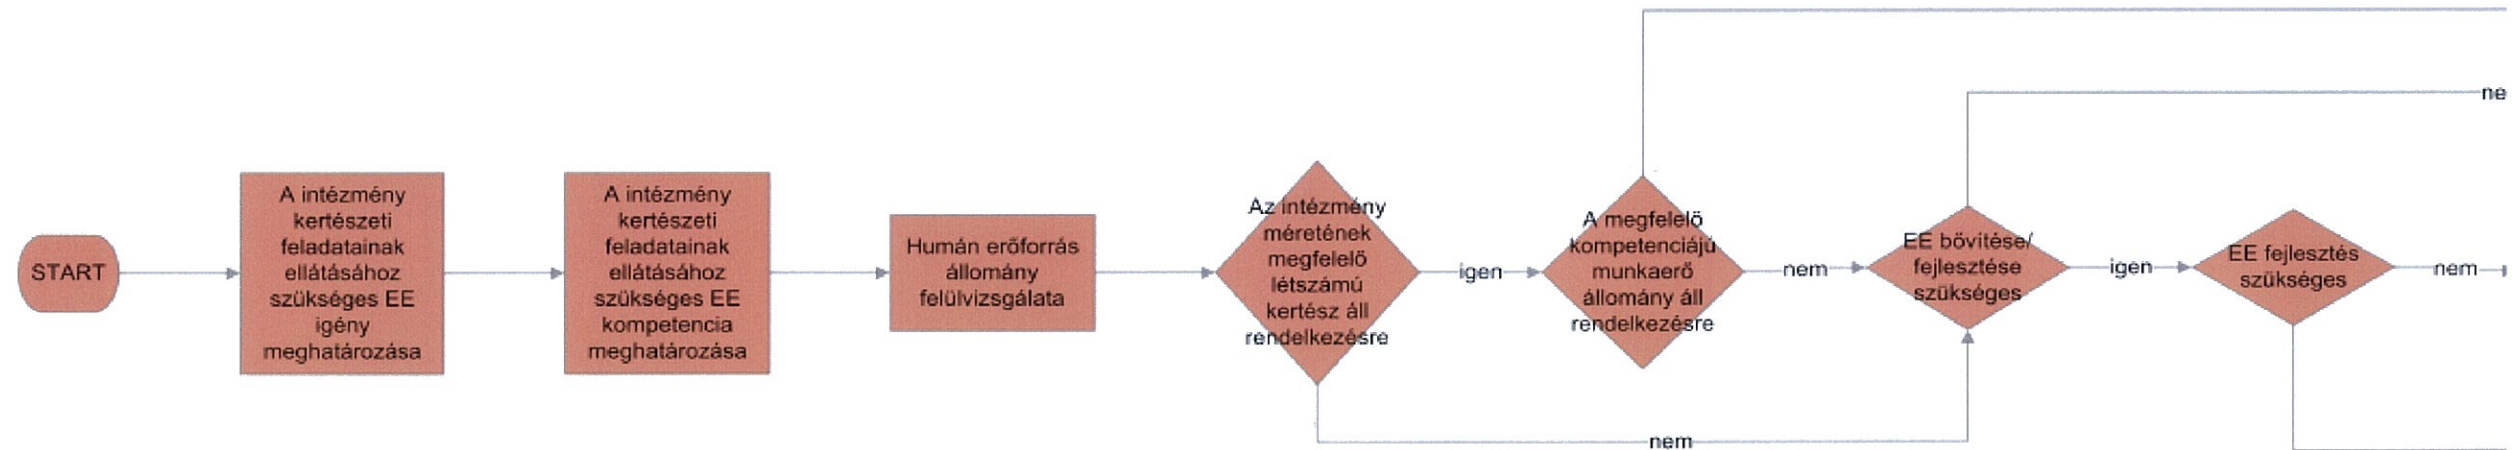 START
A intézmény
kertészeti
feladatainak
ellátásához
szükséges EE
igény
meghatározása
A intézmény
kertészeti
feladatainak
ellátásához
szükséges EE
kompetencia
meghatározása
Humán erőforrás
állomány
felülvizsgálata
Az intézmény
méretének
megfelelő
létszámú
kertész áll
rendelkezésre
igen
nem
A megfelelő
kompetenciájú
munkaerő
állomány áll
rendelkezésre
nem
EE bővítése/
fejlesztése
szükséges
ne
igen
EE fejlesztés
szükséges
nem